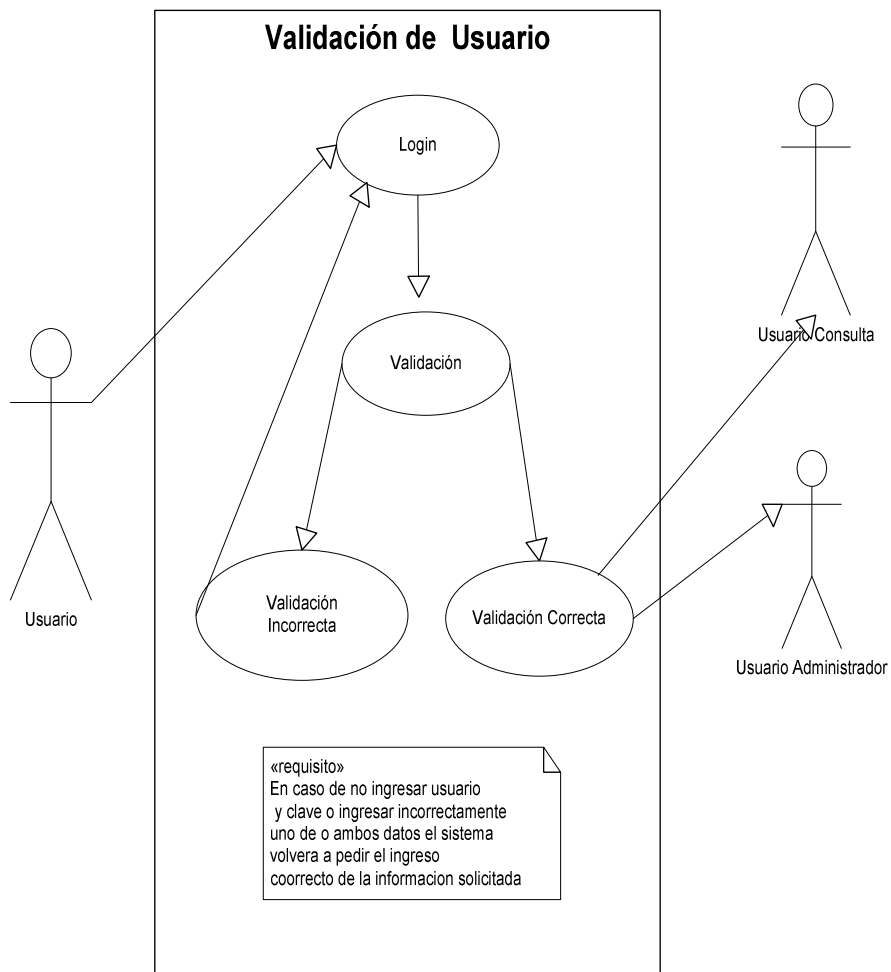 Validación de Usuario
Login
Usuario Consulta
Validación
Usuario
Validación
Incorrecta
Validación Correcta
Usuario Administrador
«requisito»
En caso de no ingresar usuario
y clave o ingresar incorrectamente
uno de o ambos datos el sistema
volvera a pedir el ingreso
coorrecto de la informacion solicitada